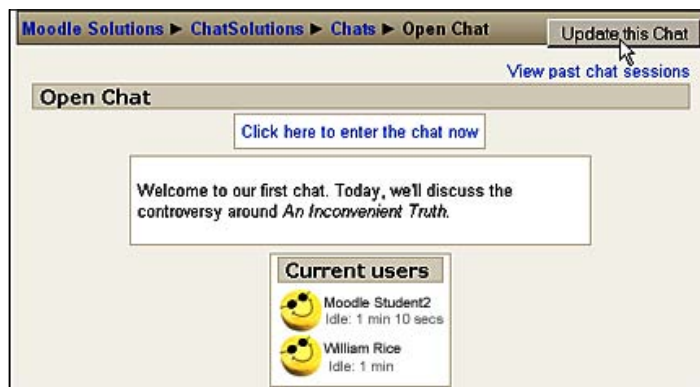 Moodle Solutions ► ChatSolutions ► Chats ► Open Chat
Update this Chat
View past chat sessions
Open Chat
Click here to enter the chat now
Welcome to our first chat. Today, we'll discuss the
controversy around An Inconvenient Truth.
Current users
Moodle Student2
Idle: 1 min 10 secs
William Rice
Idle: 1 min